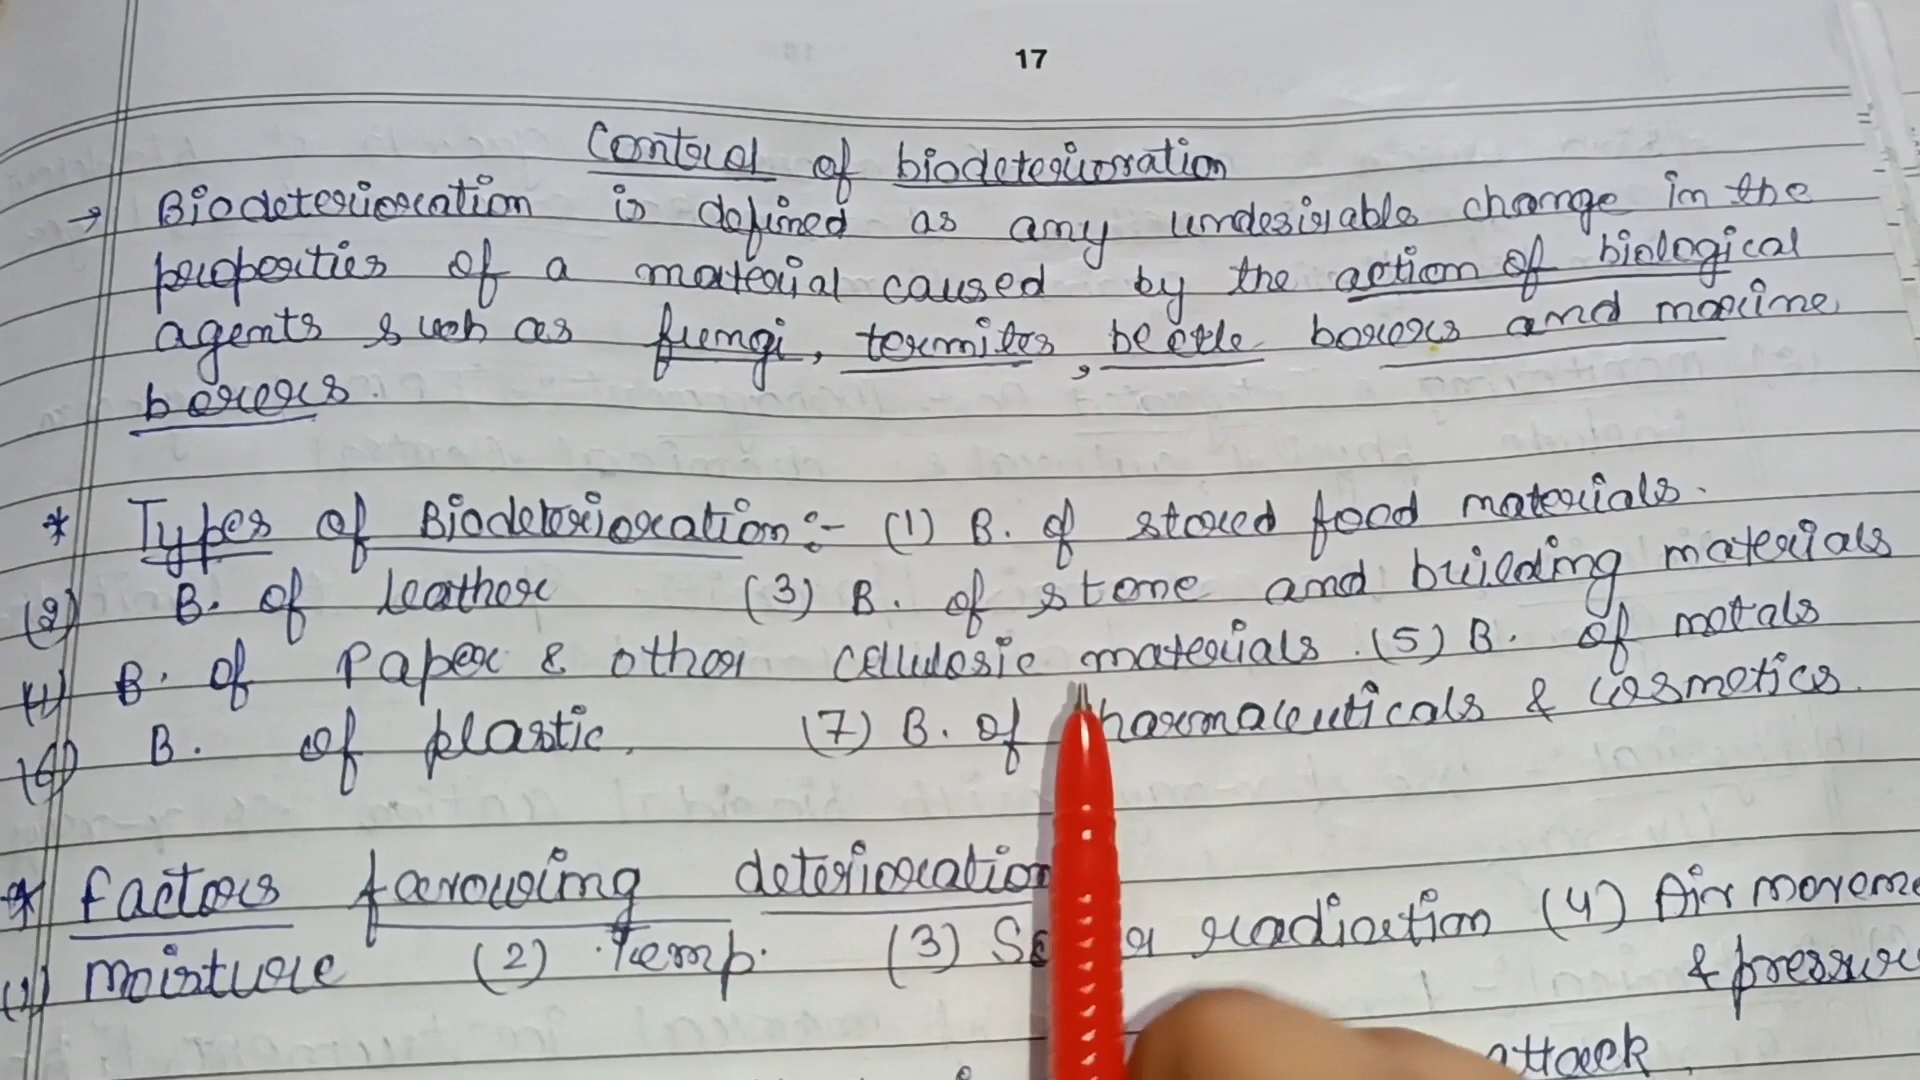 17
Control of biodeterioration
→ Biodeterioration is defined as any undesirable change in the
properties of a material caused by the action of biological
agents such as fungi, termites, beetle borers and marine
borers.
* Types of Biodeterioration :- (1) B. of stored food materials.
(2) B. of leather (3) B. of stone and building materials
(4) B. of Paper & other cellulosic materials. (5) B. of metals
(6) B. of plastic. (7) B. of harmaceuticals & cosmetics.
* factors favouring deterioration
(1) moisture (2) Temp. (3) radiation (4) Air
& pressure
attack.